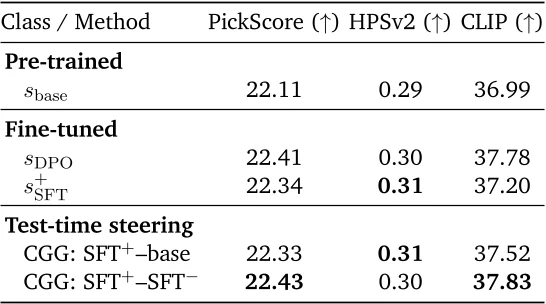 Class / Method PickScore (↑) HPSv2 (↑) CLIP (↑)
Pre-trained
s_base 22.11 0.29 36.99
Fine-tuned
s_DPO 22.41 0.30 37.78
s^+_SFT 22.34 0.31 37.20
Test-time steering
CGG: SFT⁺–base 22.33 0.31 37.52
CGG: SFT⁺–SFT⁻ 22.43 0.30 37.83